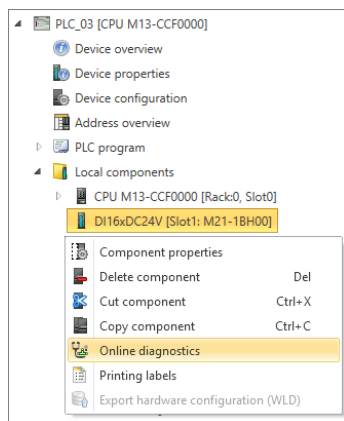 PLC_03 [CPU M13-CCF0000]
Device overview
Device properties
Device configuration
Address overview
PLC program
Local components
CPU M13-CCF0000 [Rack:0, Slot0]
DI16xDC24V [Slot1: M21-1BH00]
Component properties
Delete component Del
Cut component Ctrl+X
Copy component Ctrl+C
Online diagnostics
Printing labels
Export hardware configuration (WLD)